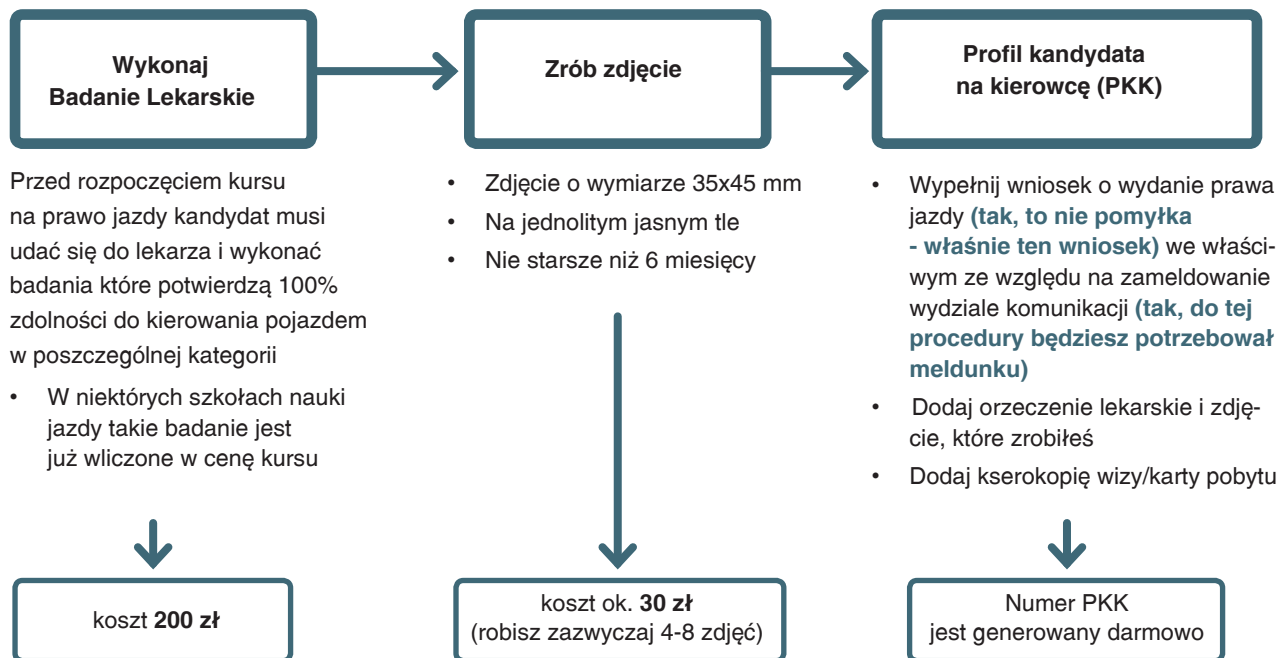 Wykonaj
Badanie Lekarskie
Zrób zdjęcie
Profil kandydata
na kierowcę (PKK)
Przed rozpoczęciem kursu
na prawo jazdy kandydat musi
udać się do lekarza i wykonać
badania które potwierdzą 100%
zdolności do kierowania pojazdem
w poszczególnej kategorii
• W niektórych szkołach nauki
jazdy takie badanie jest
już wliczone w cenę kursu
koszt 200 zł
• Zdjęcie o wymiarze 35x45 mm
• Na jednolitym jasnym tle
• Nie starsze niż 6 miesięcy
koszt ok. 30 zł
(robisz zazwyczaj 4-8 zdjęć)
• Wypełnij wniosek o wydanie prawa
jazdy (tak, to nie pomyłka
- właśnie ten wniosek) we właści-
wym ze względu na zameldowanie
wydziale komunikacji (tak, do tej
procedury będziesz potrzebował
meldunku)
• Dodaj orzeczenie lekarskie i zdję-
cie, które zrobiłeś
• Dodaj kserokopię wizy/karty pobytu
Numer PKK
jest generowany darmowo